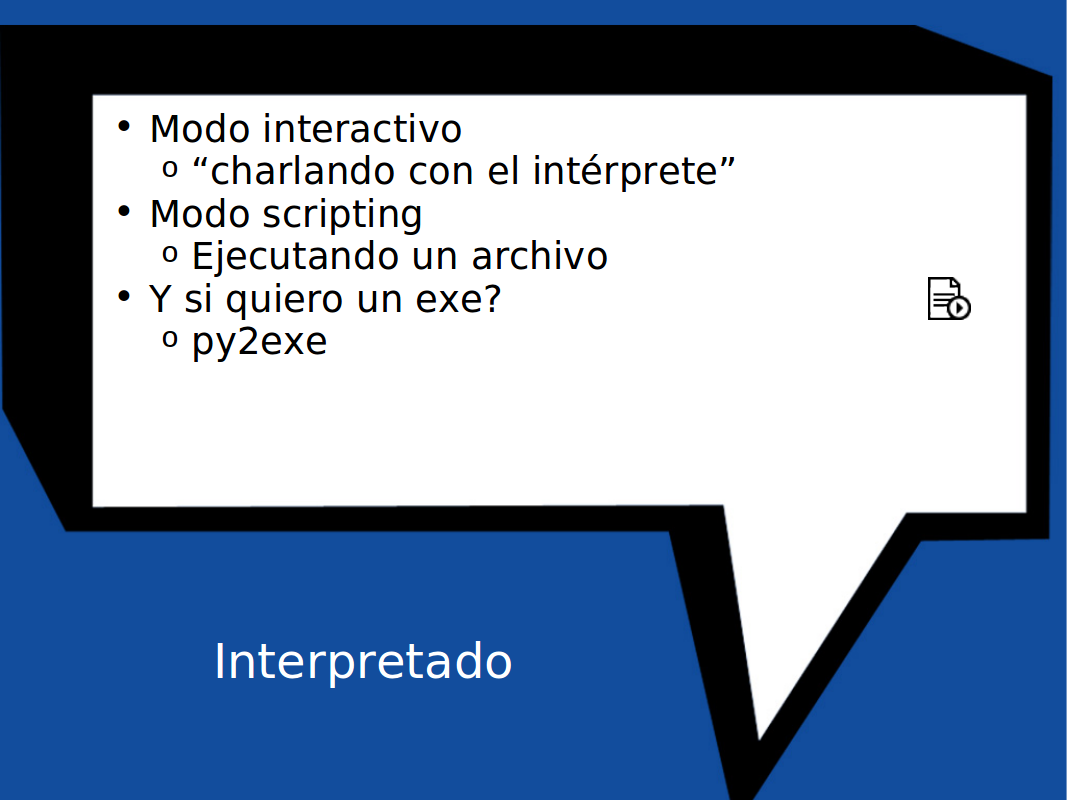 • Modo interactivo
o “charlando con el intérprete”
• Modo scripting
o Ejecutando un archivo
• Y si quiero un exe?
o py2exe
Interpretado